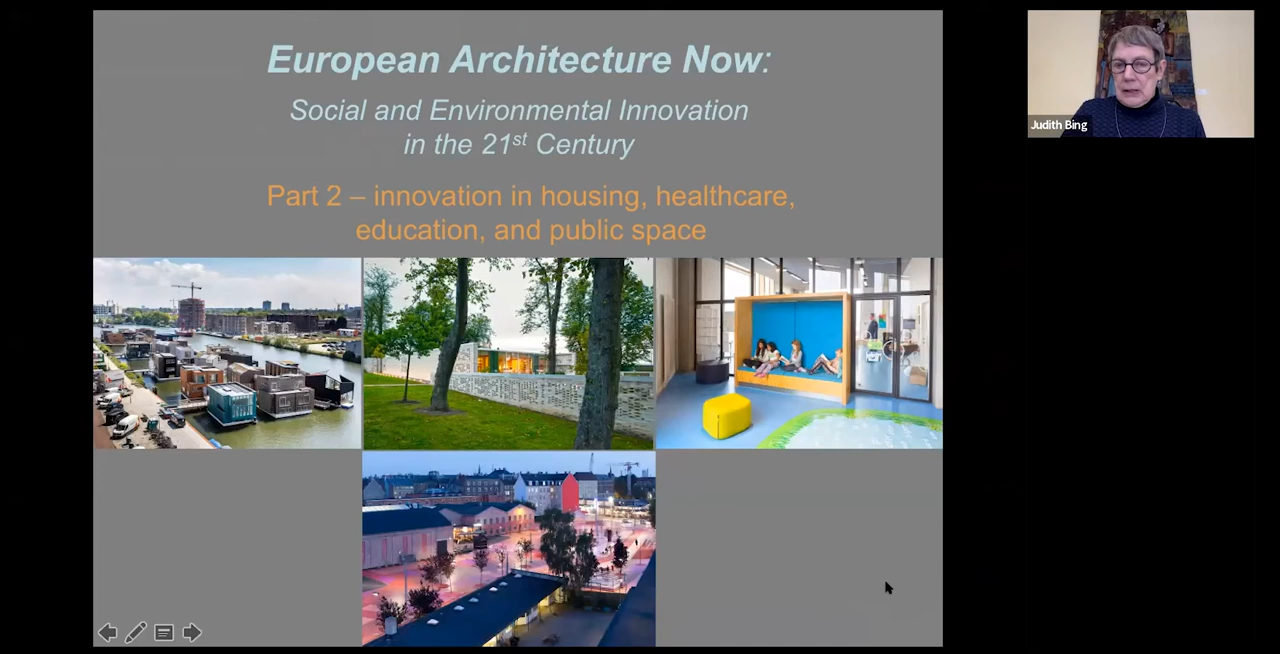 European Architecture Now:
Social and Environmental Innovation
in the 21st Century
Part 2 – innovation in housing, healthcare,
education, and public space
Judith Bing